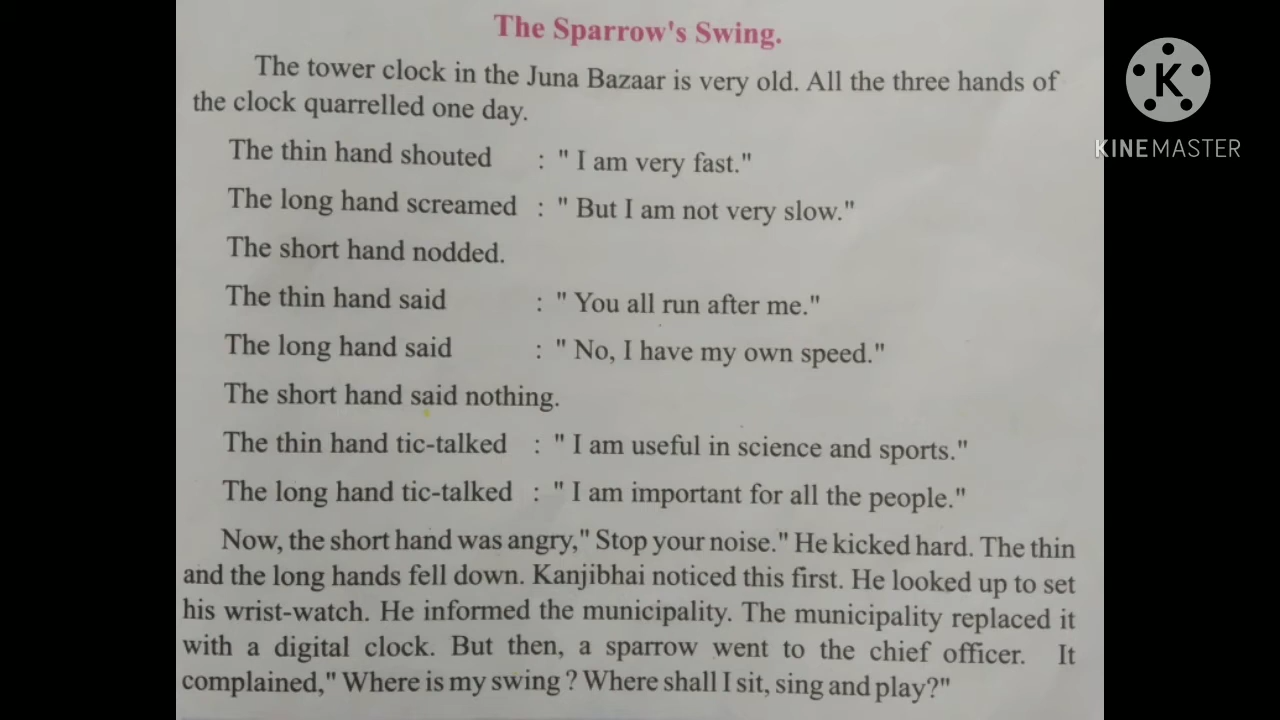 The Sparrow's Swing.
The tower clock in the Juna Bazaar is very old. All the three hands of
the clock quarrelled one day.
The thin hand shouted : " I am very fast."
The long hand screamed : " But I am not very slow."
The short hand nodded.
The thin hand said : " You all run after me."
The long hand said : " No, I have my own speed."
The short hand said nothing.
The thin hand tic-talked : " I am useful in science and sports."
The long hand tic-talked : " I am important for all the people."
Now, the short hand was angry," Stop your noise." He kicked hard. The thin
and the long hands fell down. Kanjibhai noticed this first. He looked up to set
his wrist-watch. He informed the municipality. The municipality replaced it
with a digital clock. But then, a sparrow went to the chief officer. It
complained," Where is my swing ? Where shall I sit, sing and play?"
K
KINEMASTER